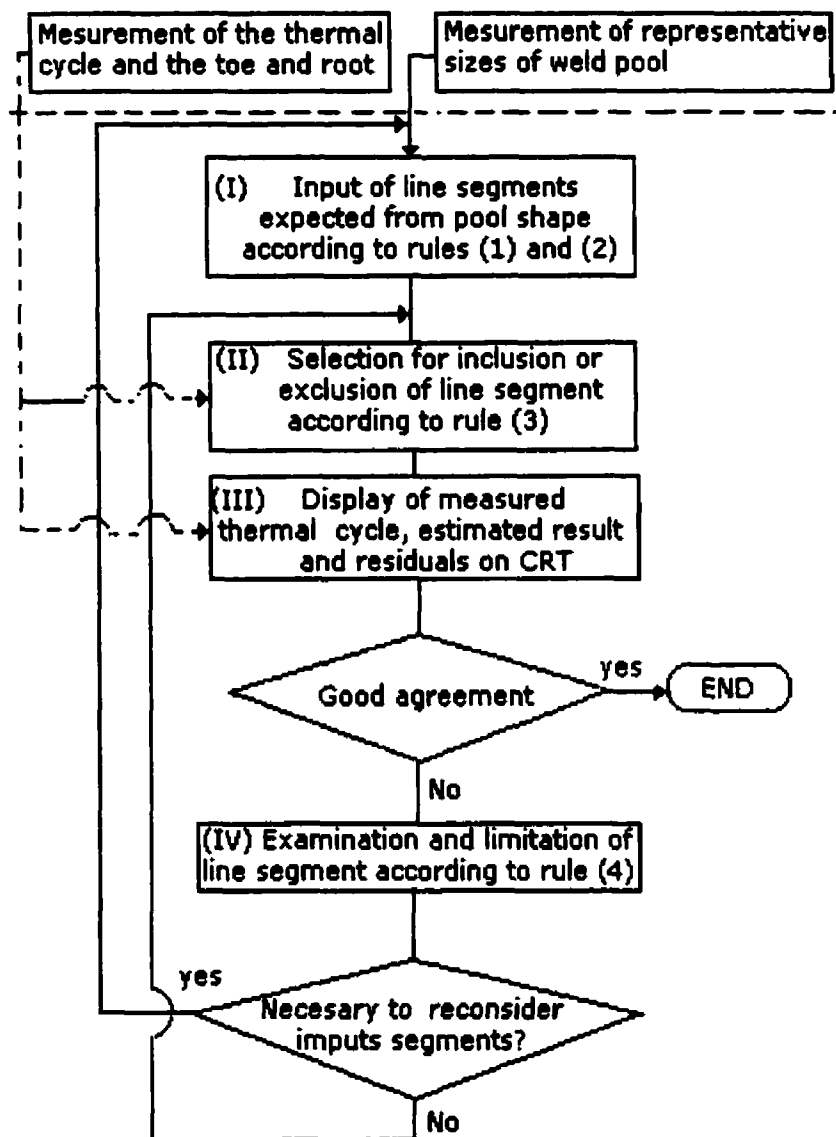 Mesurement of the thermal
cycle and the toe and root
Mesurement of representative
sizes of weld pool
(I) Input of line segments
expected from pool shape
according to rules (1) and (2)
(II) Selection for inclusion or
exclusion of line segment
according to rule (3)
(III) Display of measured
thermal cycle, estimated result
and residuals on CRT
Good agreement
yes
END
No
(IV) Examination and limitation of
line segment according to rule (4)
yes
Necesary to reconsider
imputs segments?
No